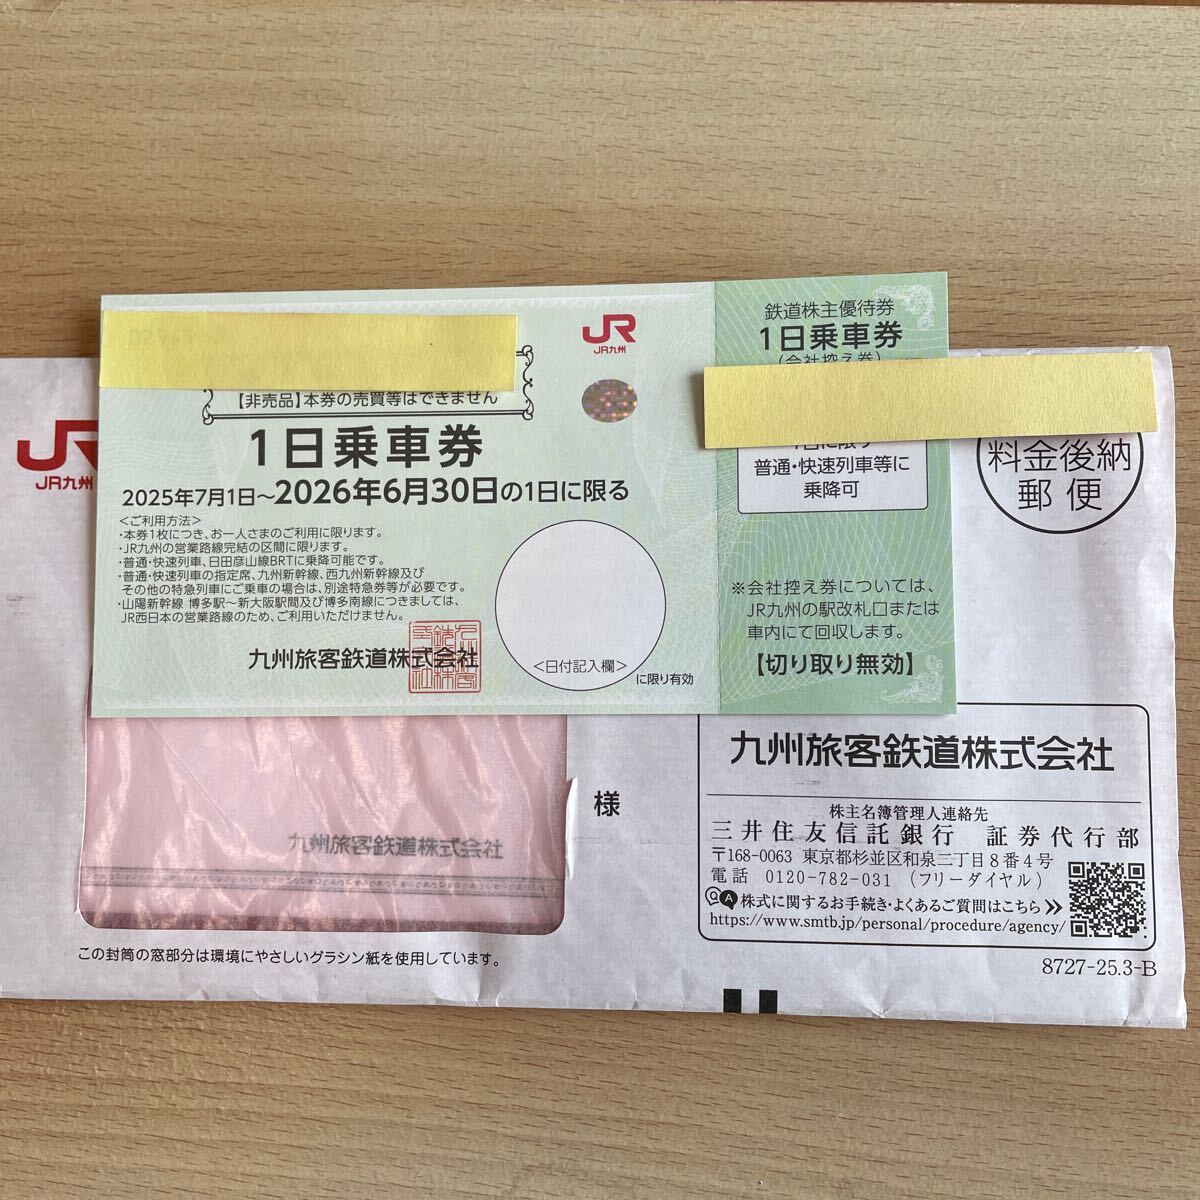 JR
JR九州
【非売品】本券の売買等はできません
1日乗車券
2025年7月1日～2026年6月30日の1日に限る
＜ご利用方法＞
・本券1枚につき、お一人さまのご利用に限ります。
・JR九州の営業路線完結の区間に限ります。
・普通・快速列車、日田彦山線BRTに乗降可能です。
・普通・快速列車の指定席、九州新幹線、西九州新幹線及び
その他の特急列車にご乗車の場合は、別途特急券等が必要です。
・山陽新幹線 博多駅～新大阪駅間及び博多南線につきましては、
JR西日本の営業路線のため、ご利用いただけません。
九州旅客鉄道株式会社
＜日付記入欄＞
に限り有効
鉄道株主優待券
1日乗車券
(会社控え券)
1日に限り
普通・快速列車等に
乗降可
※会社控え券については、
JR九州の駅改札口または
車内にて回収します。
【切り取り無効】
JR
JR九州
料金後納
郵便
九州旅客鉄道株式会社
様
この封筒の窓部分は環境にやさしいグラシン紙を使用しています。
九州旅客鉄道株式会社
株主名簿管理人連絡先
三井住友信託銀行 証券代行部
〒168-0063 東京都杉並区和泉二丁目8番4号
電話 0120-782-031 (フリーダイヤル)
QA株式に関するお手続き・よくあるご質問はこちら≫
https://www.smtb.jp/personal/procedure/agency/
8727-25.3-B